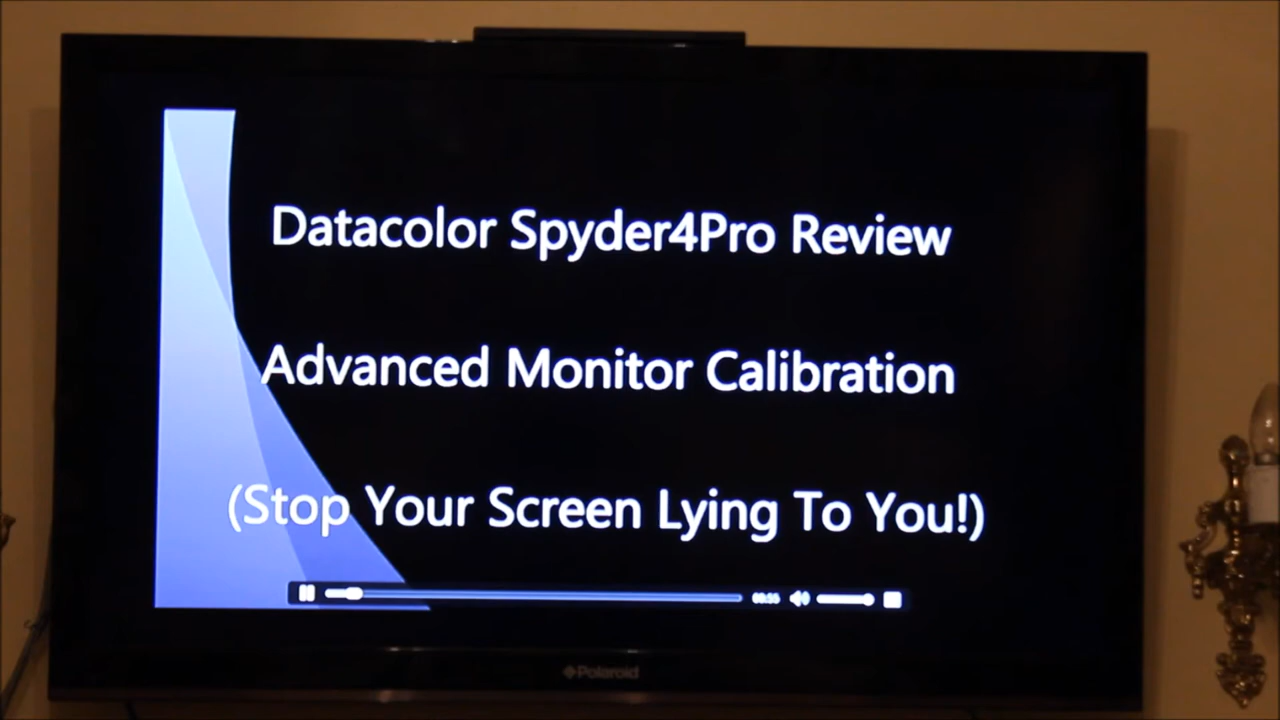 Datacolor Spyder4Pro Review
Advanced Monitor Calibration
(Stop Your Screen Lying To You!)
Polaroid